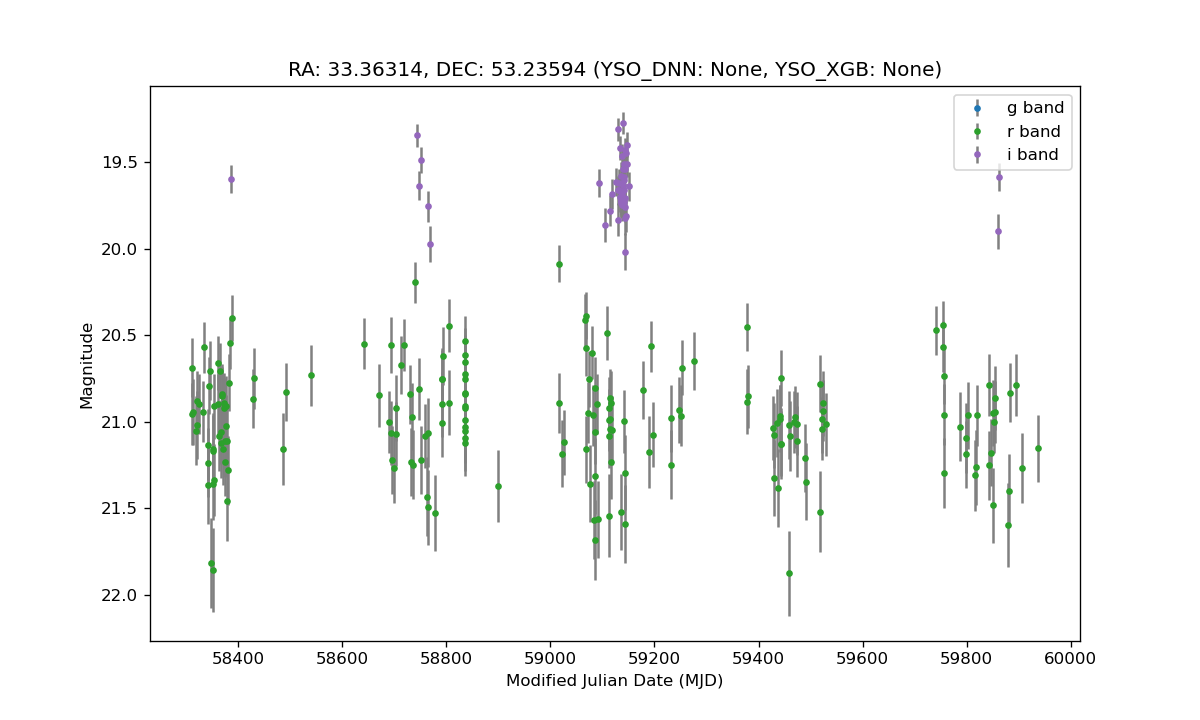 RA: 33.36314, DEC: 53.23594 (YSO_DNN: None, YSO_XGB: None)
g band
r band
i band
19.5
20.0
20.5
21.0
21.5
22.0
Magnitude
58400 58600 58800 59000 59200 59400 59600 59800 60000
Modified Julian Date (MJD)